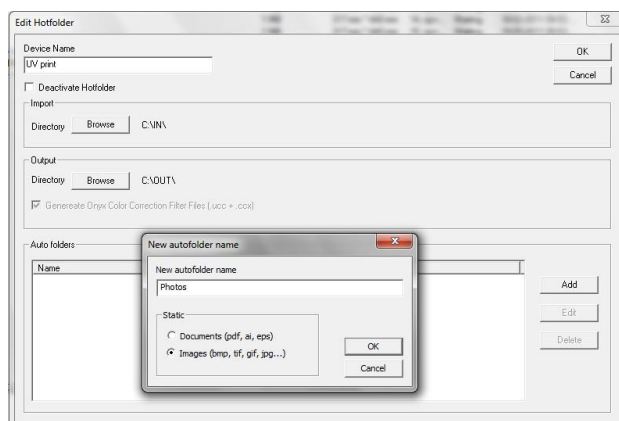 Edit Hotfolder
Device Name
UV print
OK
Cancel
Deactivate Hotfolder
Import
Directory Browse C:\IN\
Output
Directory Browse C:\OUT\
Genereate Onyx Color Correction Filter Files (.ucc + .ccx)
Auto folders
Name
Add
Edit
Delete
New autofolder name
New autofolder name
Photos
Static
Documents (pdf, ai, eps)
Images (bmp, tif, gif, jpg...)
OK
Cancel